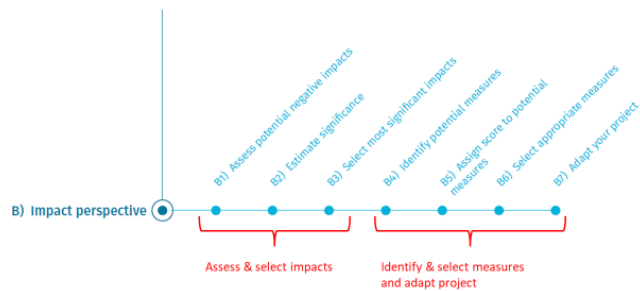 B1) Assess potential negative impacts
B2) Estimate significance
B3) Select most significant impacts
B4) Identify potential measures
B5) Assign score to potential
measures
B6) Select appropriate measures
B7) Adapt your project
B) Impact perspective
Assess & select impacts
Identify & select measures
and adapt project